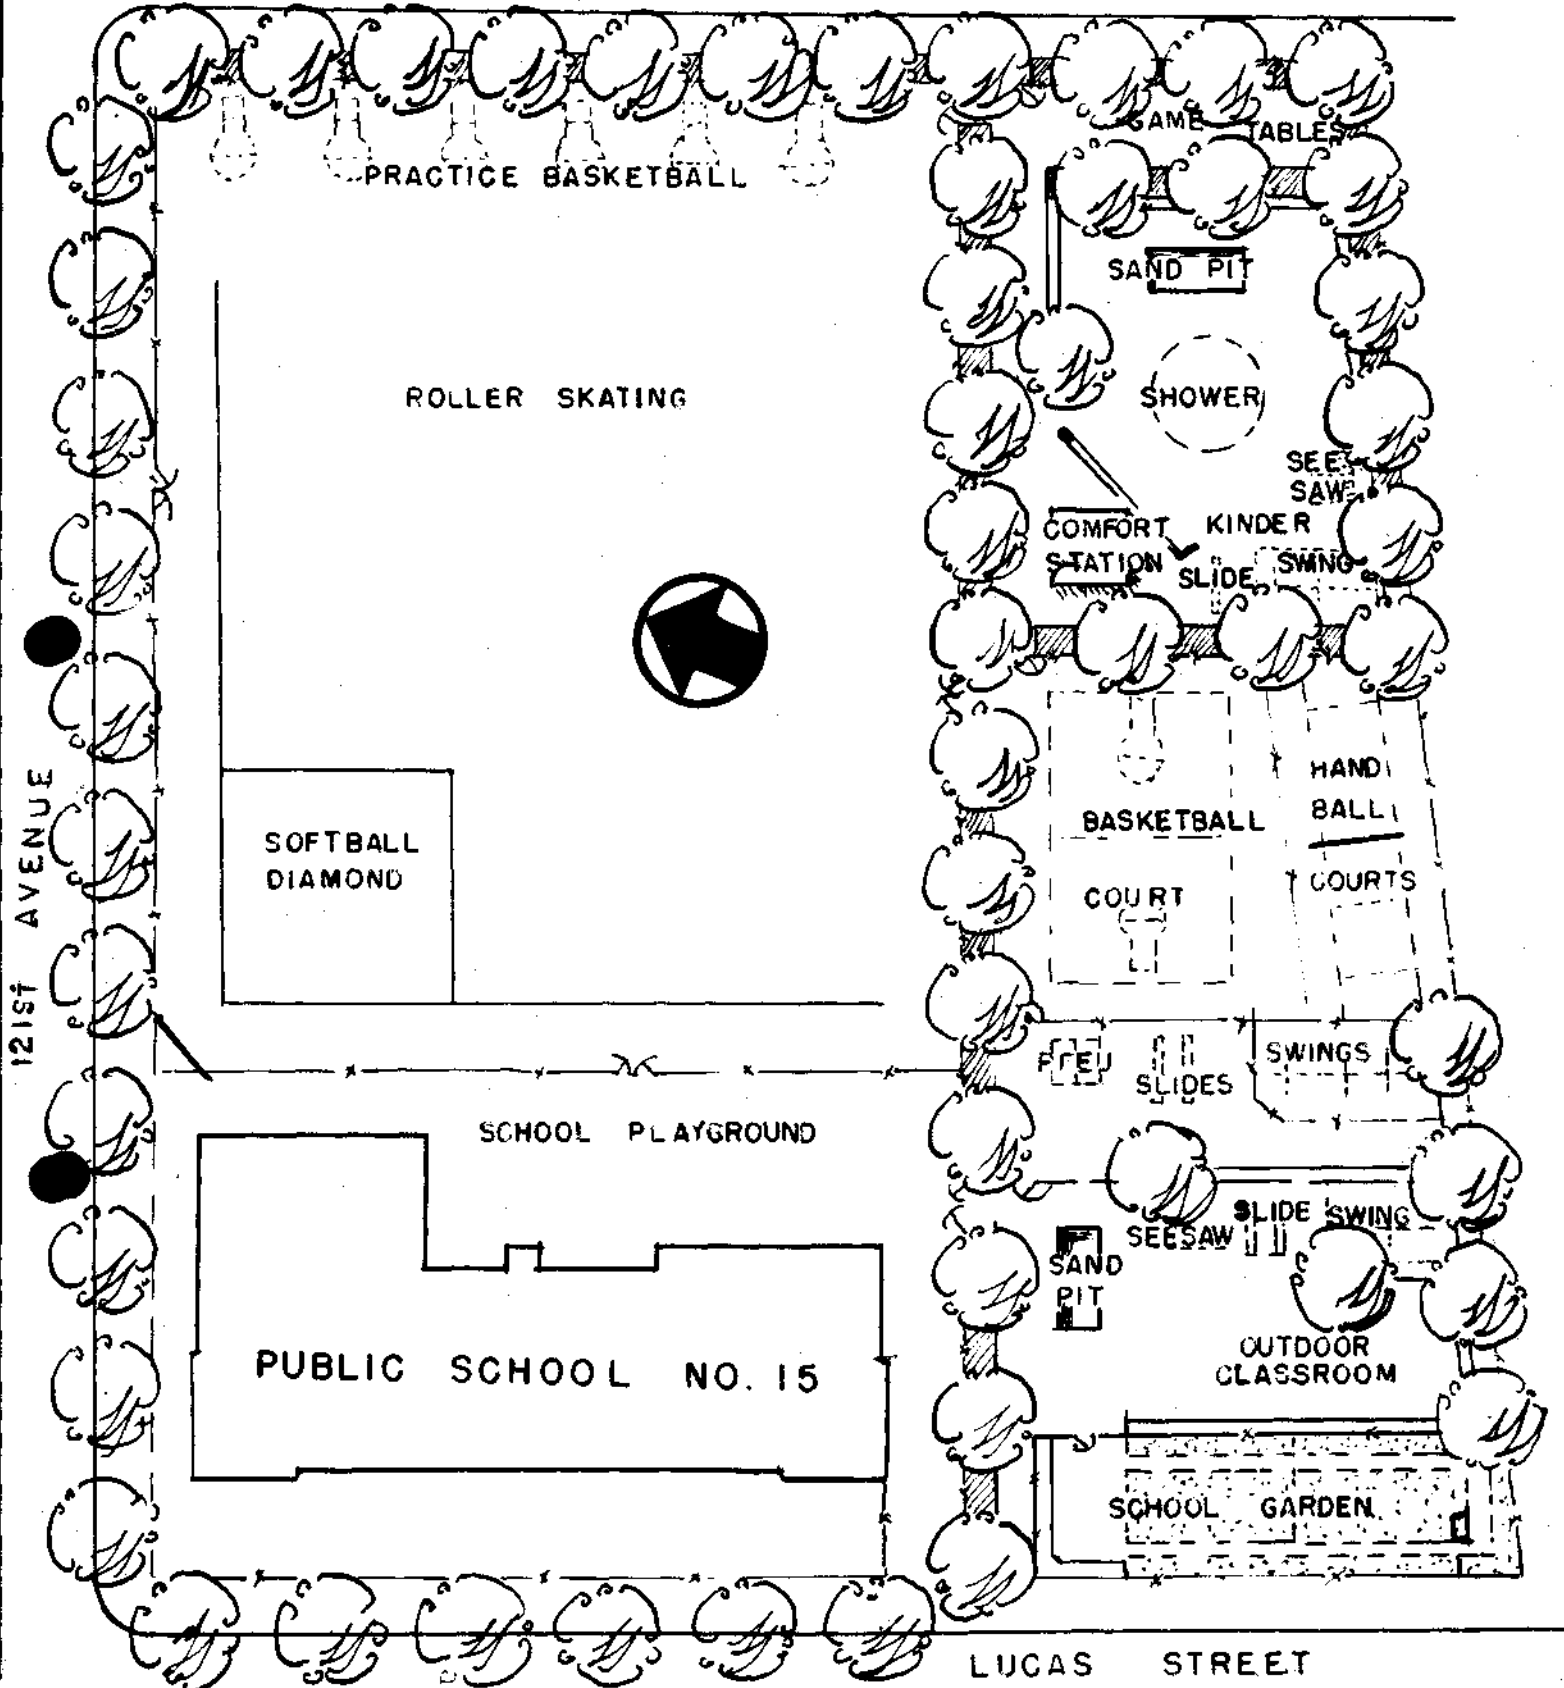 GAME TABLES
PRACTICE BASKETBALL
SAND PIT
ROLLER SKATING
SHOWER
SEE
SAW
COMFORT
STATION
KINDER
SLIDE
SWING
121ST AVENUE
SOFTBALL
DIAMOND
BASKETBALL
COURT
HAND
BALL
COURTS
SLIDES
SWINGS
SCHOOL PLAYGROUND
SEESAW
SLIDE
SWING
SAND
PIT
PUBLIC SCHOOL NO. 15
OUTDOOR
CLASSROOM
SCHOOL GARDEN
LUCAS STREET